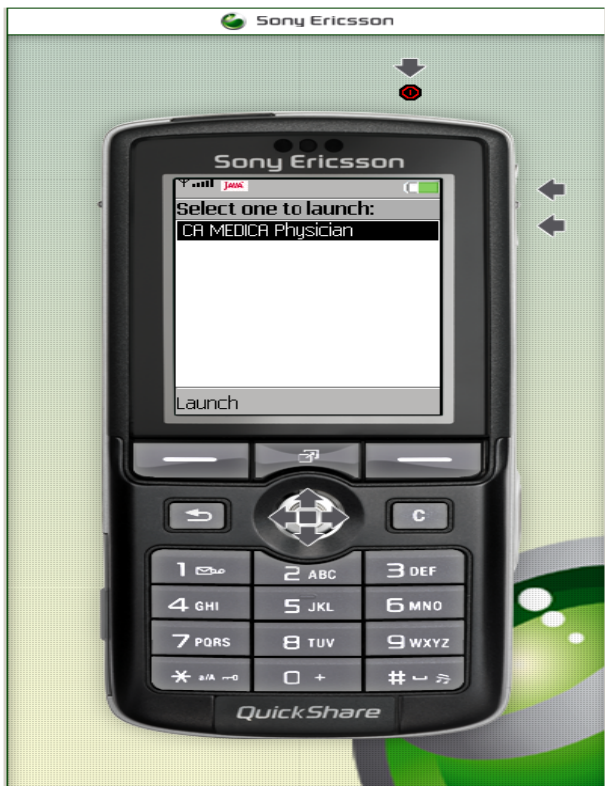 Sony Ericsson
Sony Ericsson
Java
Select one to launch:
CA MEDICA Physician
Launch
C
1
2 ABC
3 DEF
4 GHI
5 JKL
6 MNO
7 PQRS
8 TUV
9 WXYZ
* a/A
0 +
#
QuickShare